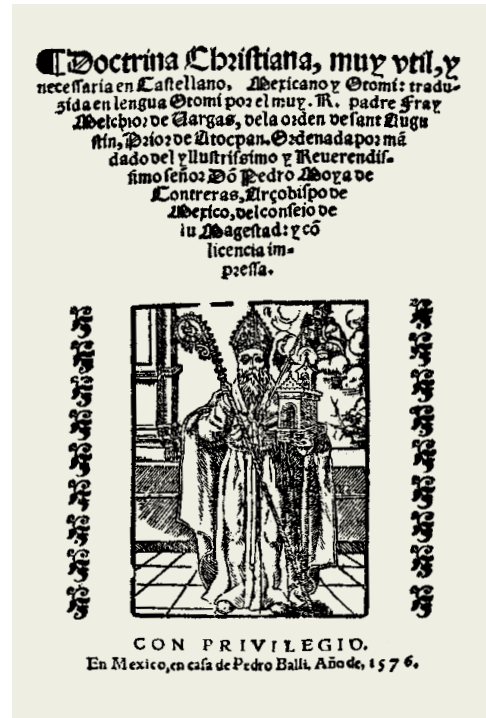 ¶Doctrina Christiana, muy vtil, y
necessaria en Castellano, Mexicano y Otomi: tradu-
zida en lengua Otomi por el muy. R. padre Fray
Melchior de Vargas, de la orden de sant Augu
stin, Prior de Atocpan. Ordenada por mã
dado del yllustrissimo y Reuerendis-
simo señor Dõ Pedro Moya de
Contreras, Arçobispo de
Mexico, del consejo de
su Magestad: y cõ
licencia im-
pressa.
CON PRIVILEGIO.
En Mexico, en casa de Pedro Balli. Año de, 1576.